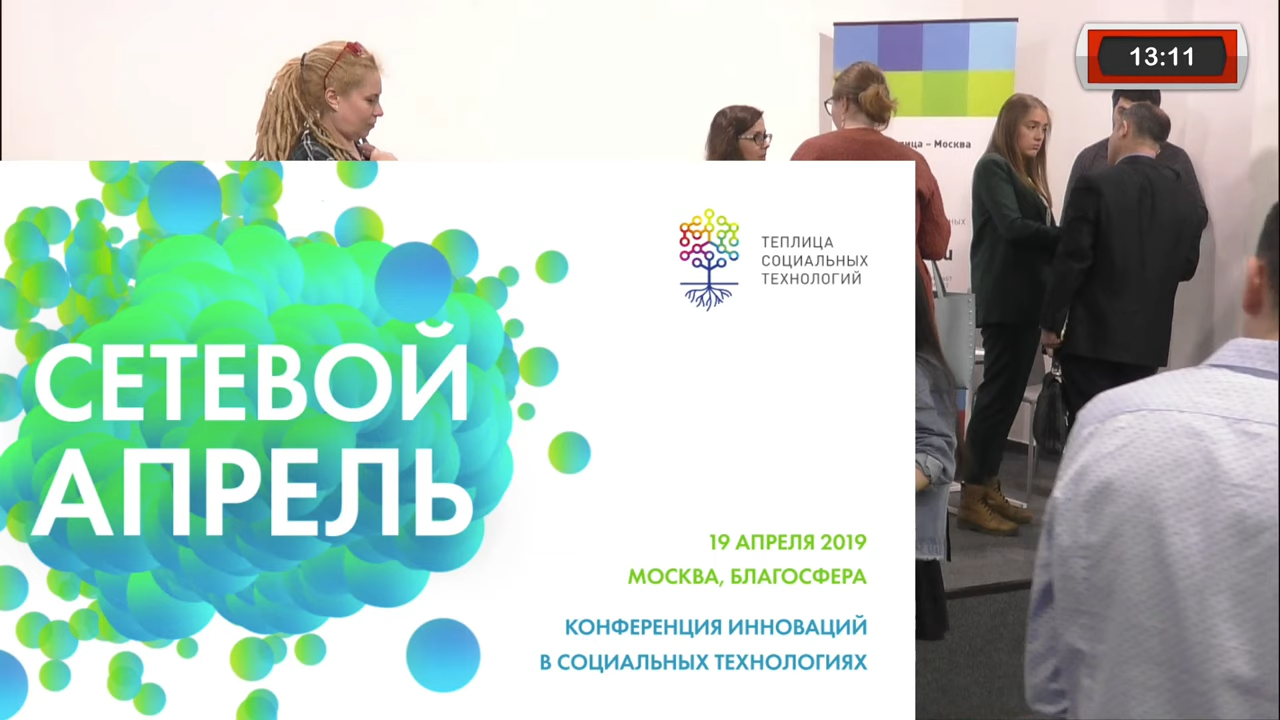 13:11
– Москва
ТЕПЛИЦА
СОЦИАЛЬНЫХ
ТЕХНОЛОГИЙ
СЕТЕВОЙ
АПРЕЛЬ
19 АПРЕЛЯ 2019
МОСКВА, БЛАГОСФЕРА
КОНФЕРЕНЦИЯ ИННОВАЦИЙ
В СОЦИАЛЬНЫХ ТЕХНОЛОГИЯХ